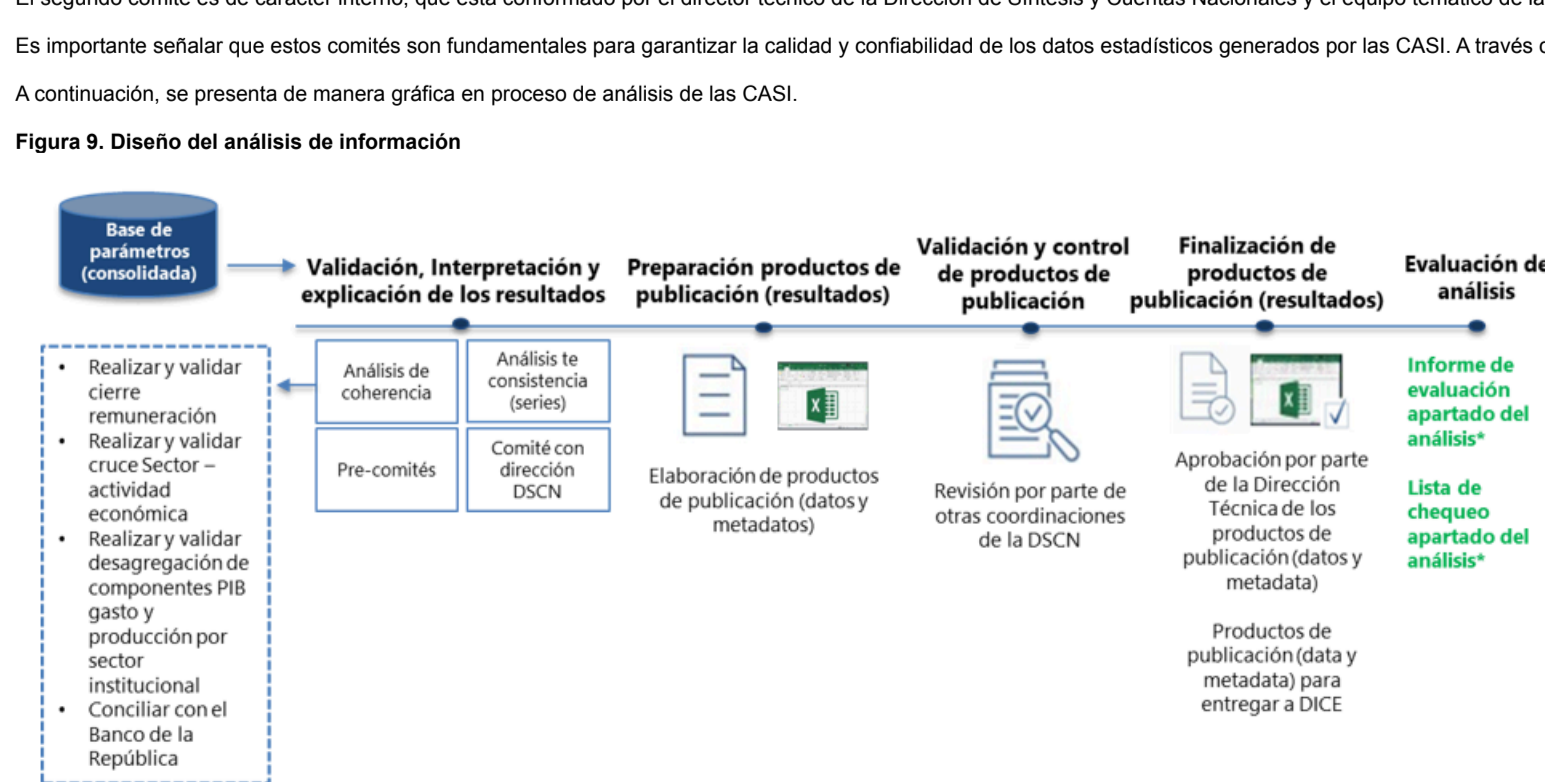 El segundo comité es de carácter interno, que está conformado por el director técnico de la Dirección de Síntesis y Cuentas Nacionales y el equipo temático de la
Es importante señalar que estos comités son fundamentales para garantizar la calidad y confiabilidad de los datos estadísticos generados por las CASI. A través
A continuación, se presenta de manera gráfica en proceso de análisis de las CASI.
Figura 9. Diseño del análisis de información
Base de
parámetros
(consolidada)
Validación, Interpretación y
explicación de los resultados
Preparación productos de
publicación (resultados)
Validación y control
de productos de
publicación
Finalización de
productos de
publicación (resultados)
Evaluación de
análisis
• Realizar y validar
cierre
remuneración
• Realizar y validar
cruce Sector –
actividad
económica
• Realizar y validar
desagregación de
componentes PIB
gasto y
producción por
sector
institucional
• Conciliar con el
Banco de la
República
Análisis de
coherencia
Análisis te
consistencia
(series)
Pre-comités
Comité con
dirección
DSCN
Elaboración de productos
de publicación (datos y
metadatos)
Revisión por parte de
otras coordinaciones
de la DSCN
Aprobación por parte
de la Dirección
Técnica de los
productos de
publicación (datos y
metadata)
Productos de
publicación (data y
metadata) para
entregar a DICE
Informe de
evaluación
apartado del
análisis*
Lista de
chequeo
apartado del
análisis*